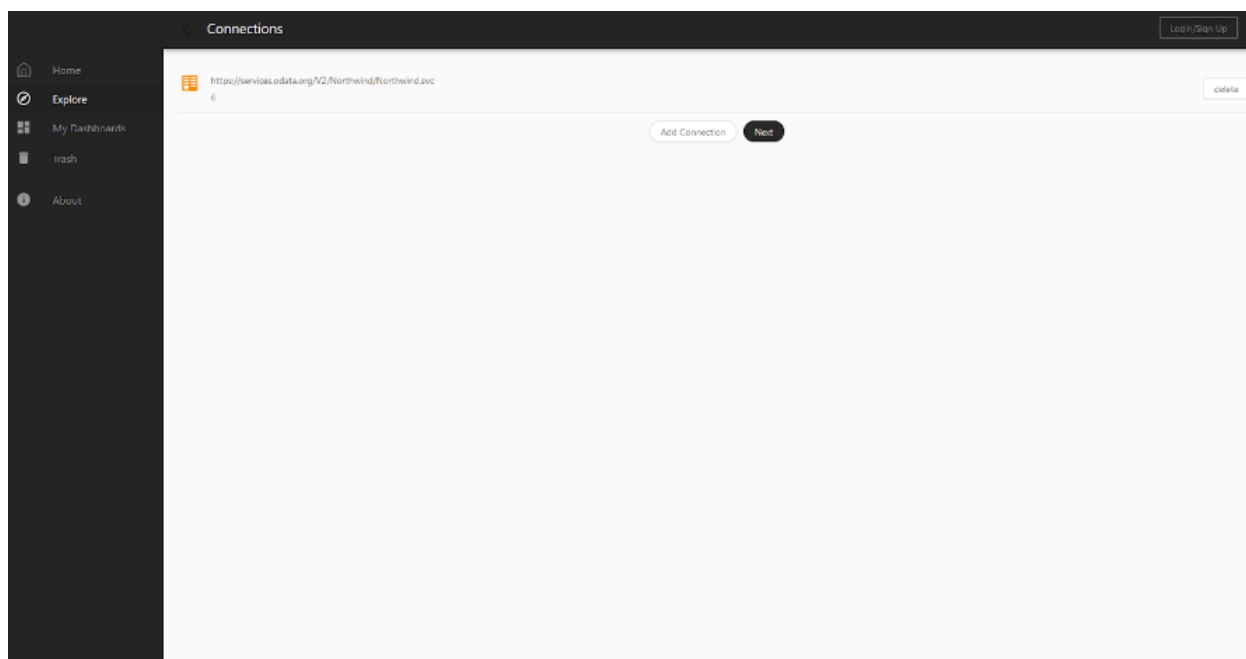 Connections
Login/Sign Up
Home
Explore
My Dashboards
Trash
About
https://services.odata.org/V2/Northwind/Northwind.svc
6
delete
Add Connection
Next